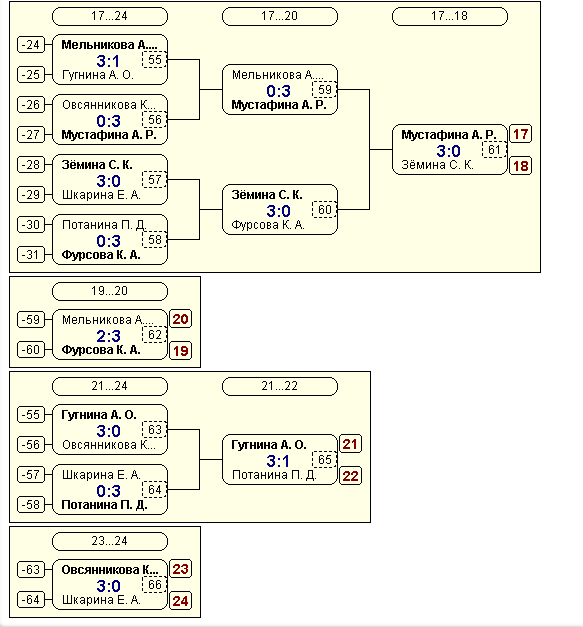 17...24 17...20 17...18
-24 Мельникова А....
3:1 55
-25 Гугнина А. О.
-26 Овсянникова К...
0:3 56
-27 Мустафина А. Р.
Мельникова А....
0:3 59
Мустафина А. Р.
-28 Зёмина С. К.
3:0 57
-29 Шкарина Е. А.
-30 Потанина П. Д.
0:3 58
-31 Фурсова К. А.
Зёмина С. К.
3:0 60
Фурсова К. А.
Мустафина А. Р. 17
3:0 61
Зёмина С. К. 18
19...20
-59 Мельникова А.... 20
2:3 62
-60 Фурсова К. А. 19
21...24 21...22
-55 Гугнина А. О.
3:0 63
-56 Овсянникова К...
-57 Шкарина Е. А.
0:3 64
-58 Потанина П. Д.
Гугнина А. О. 21
3:1 65
Потанина П. Д. 22
23...24
-63 Овсянникова К... 23
3:0 66
-64 Шкарина Е. А. 24